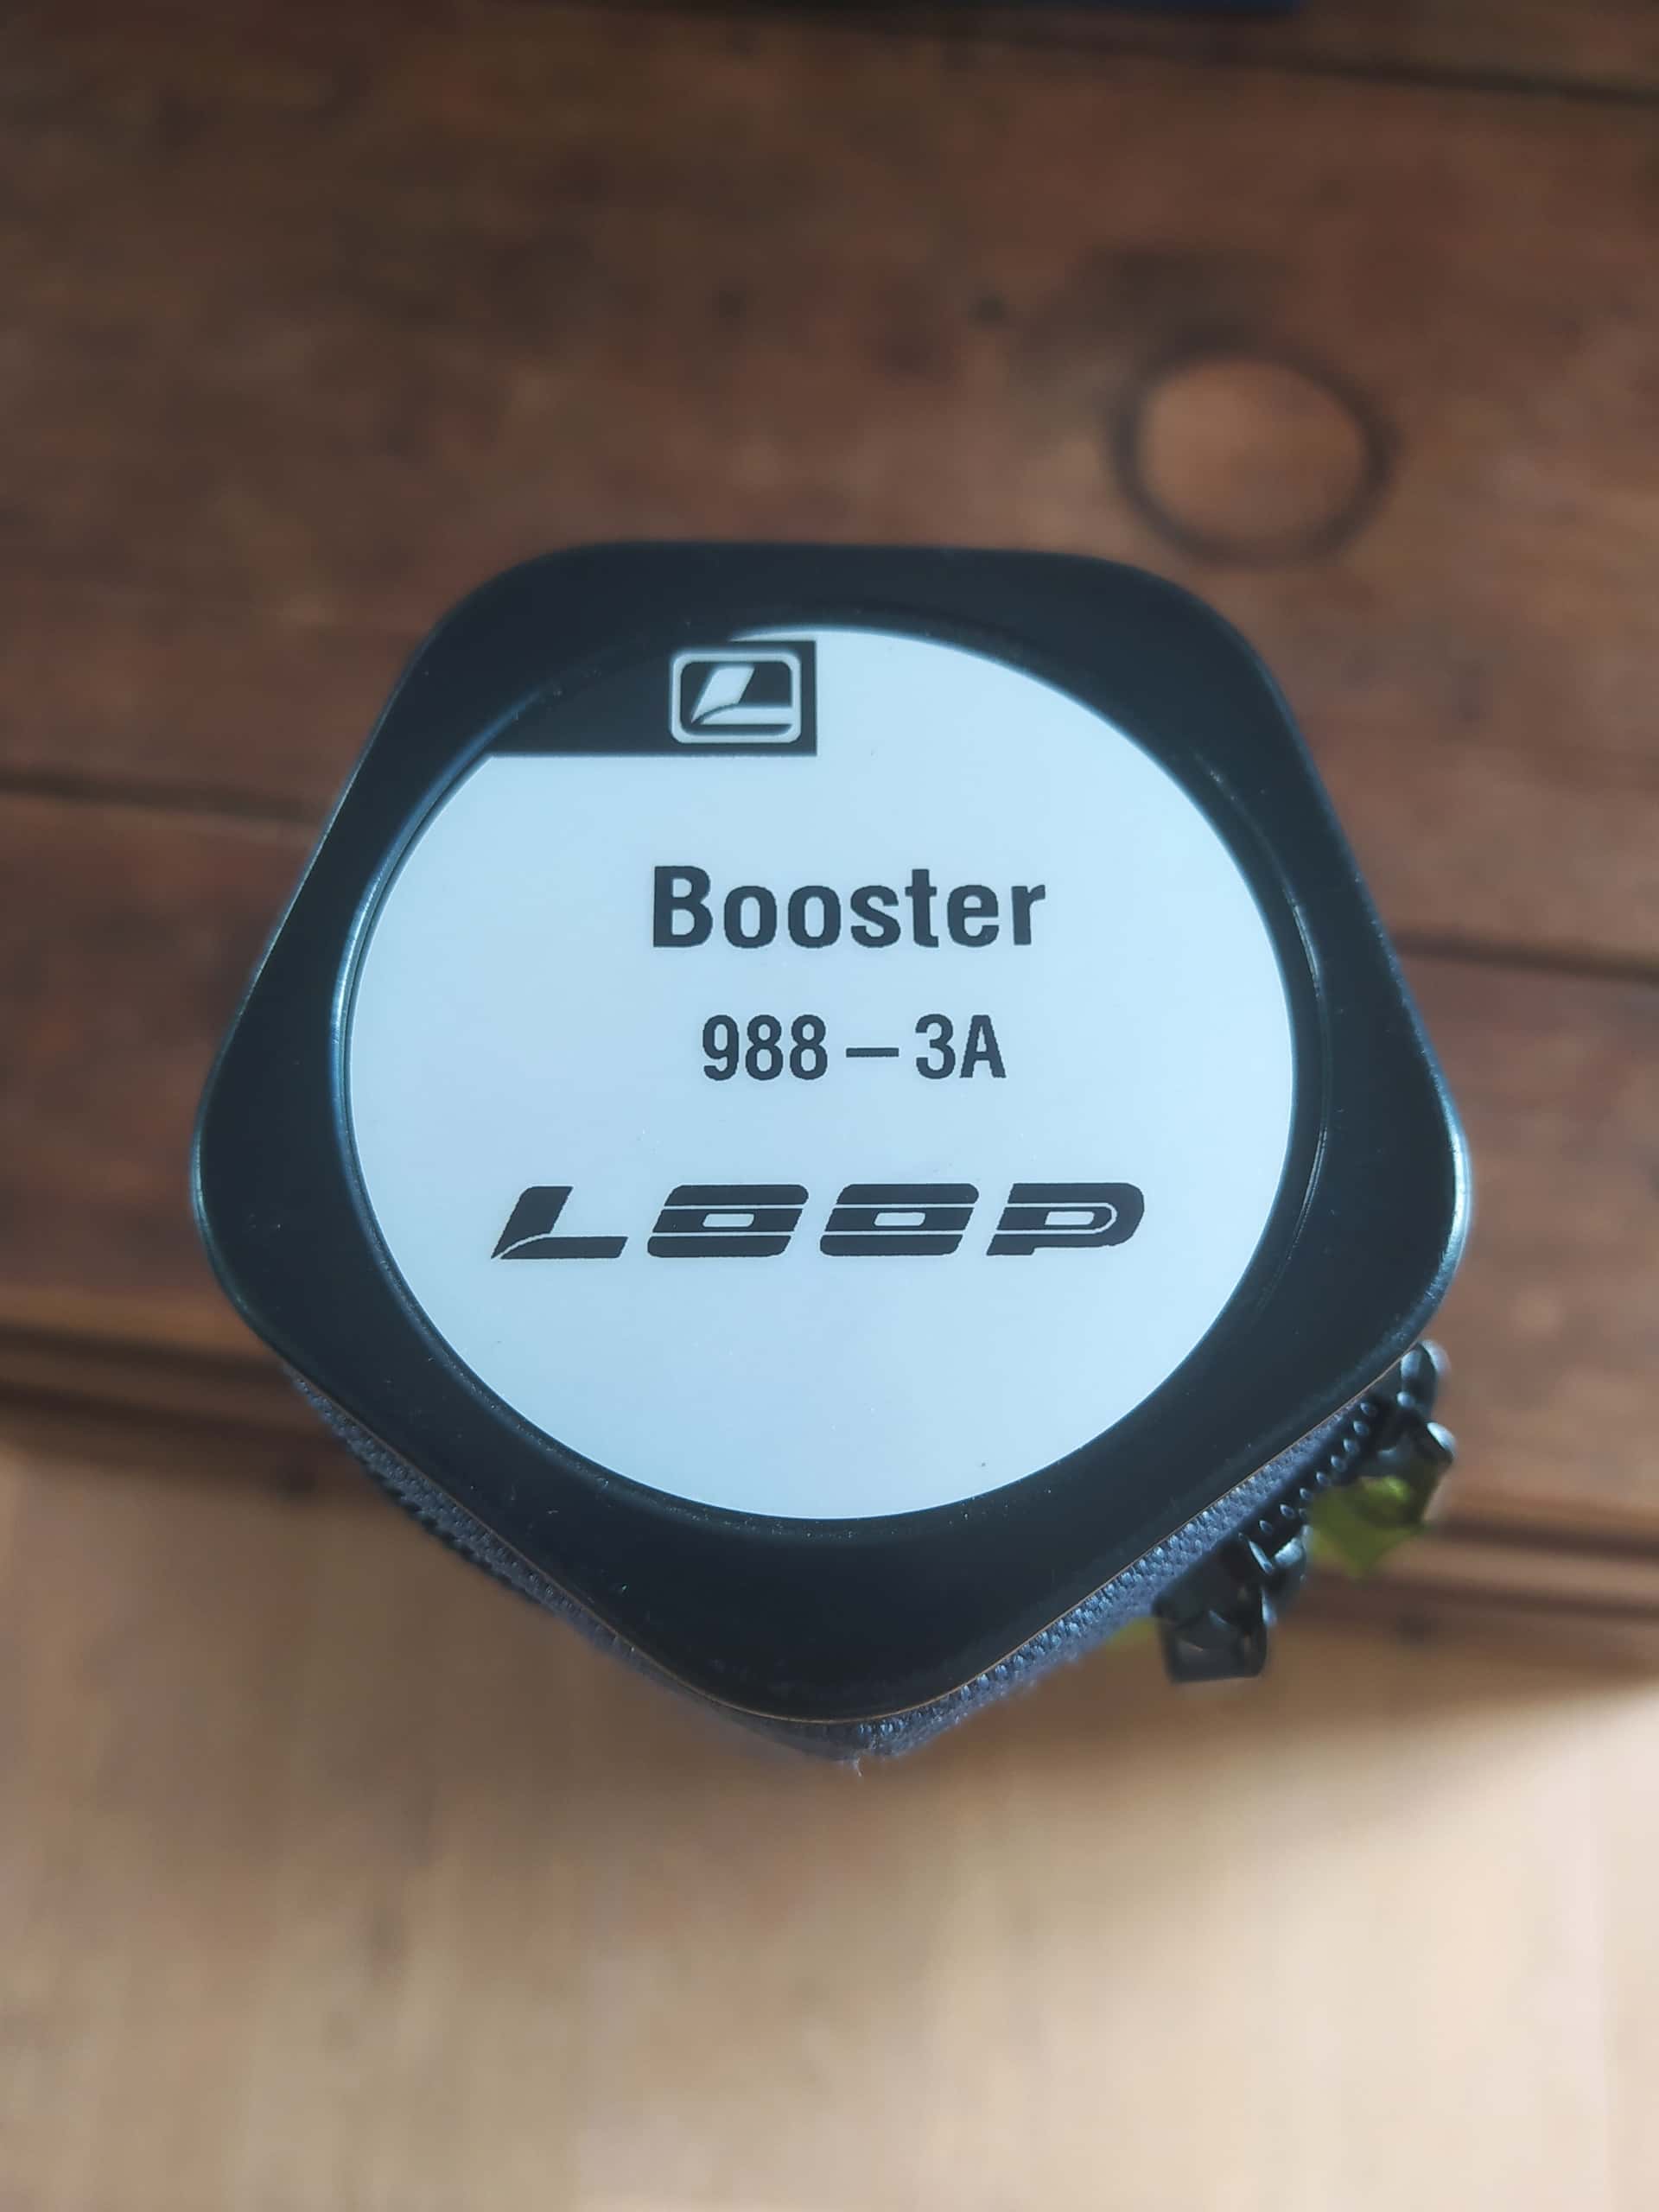 L
Booster
988 – 3A
LOOP